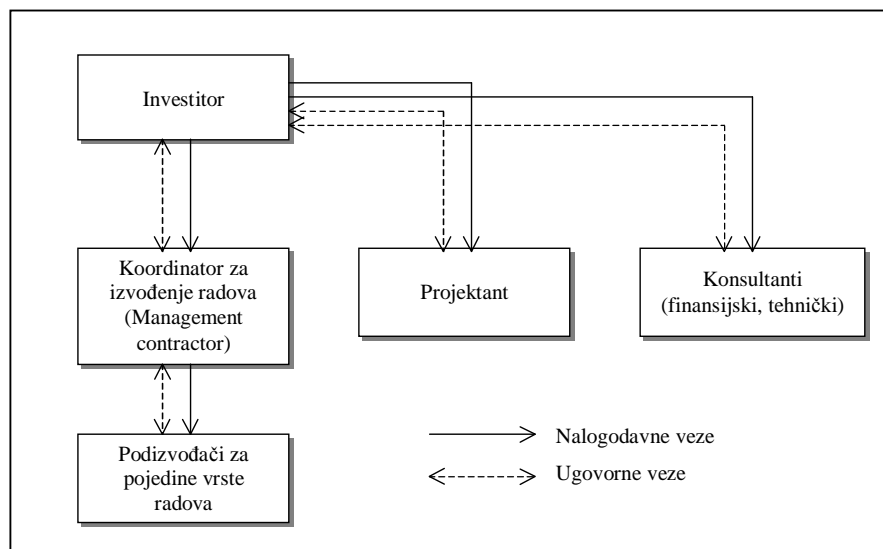 Investitor
Koordinator za
izvođenje radova
(Management
contractor)
Projektant
Konsultanti
(finansijski, tehnički)
Podizvođači za
pojedine vrste
radova
Nalogodavne veze
Ugovorne veze